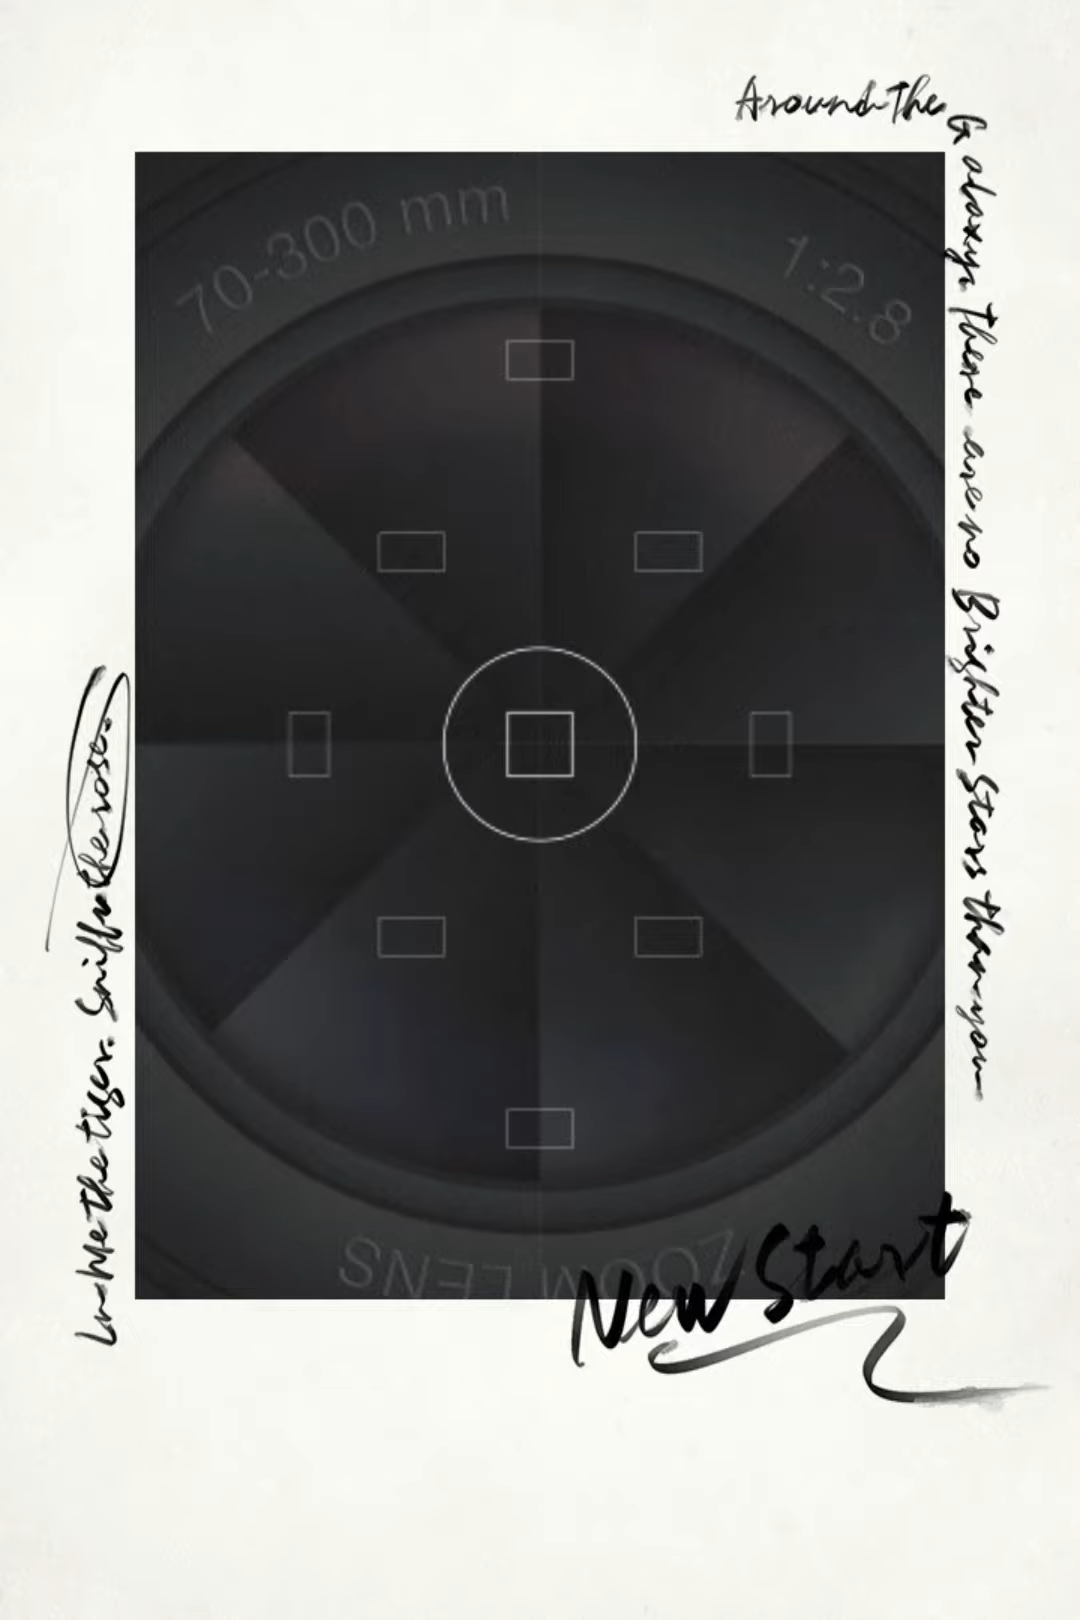 Around The
Galaxy. There are no Brighter Stars than you
70-300 mm
1:2.8
In Me the tiger. Sniffs the rose.
ZOOM LENS
New Start